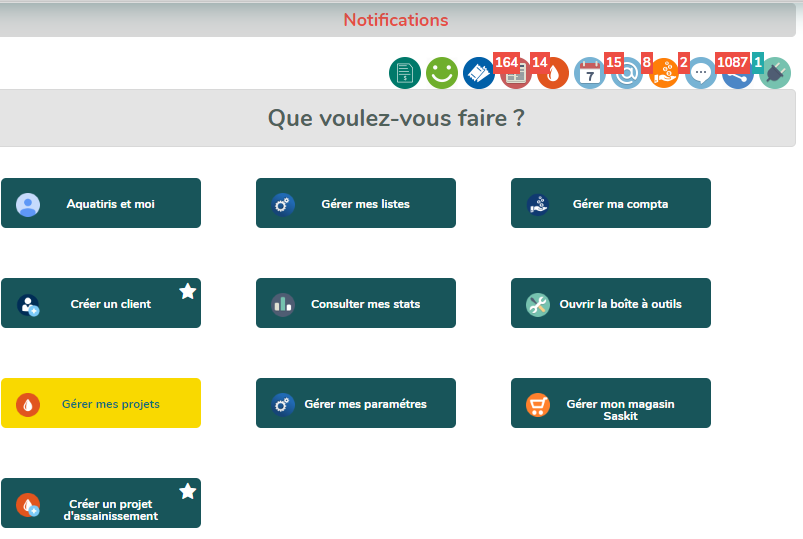 Notifications
164
14
15
8
2
1087
1
7
Que voulez-vous faire ?
Aquatiris et moi
Gérer mes listes
Gérer ma compta
Créer un client
Consulter mes stats
Ouvrir la boîte à outils
Gérer mes projets
Gérer mes paramétres
Gérer mon magasin
Saskit
Créer un projet
d'assainissement